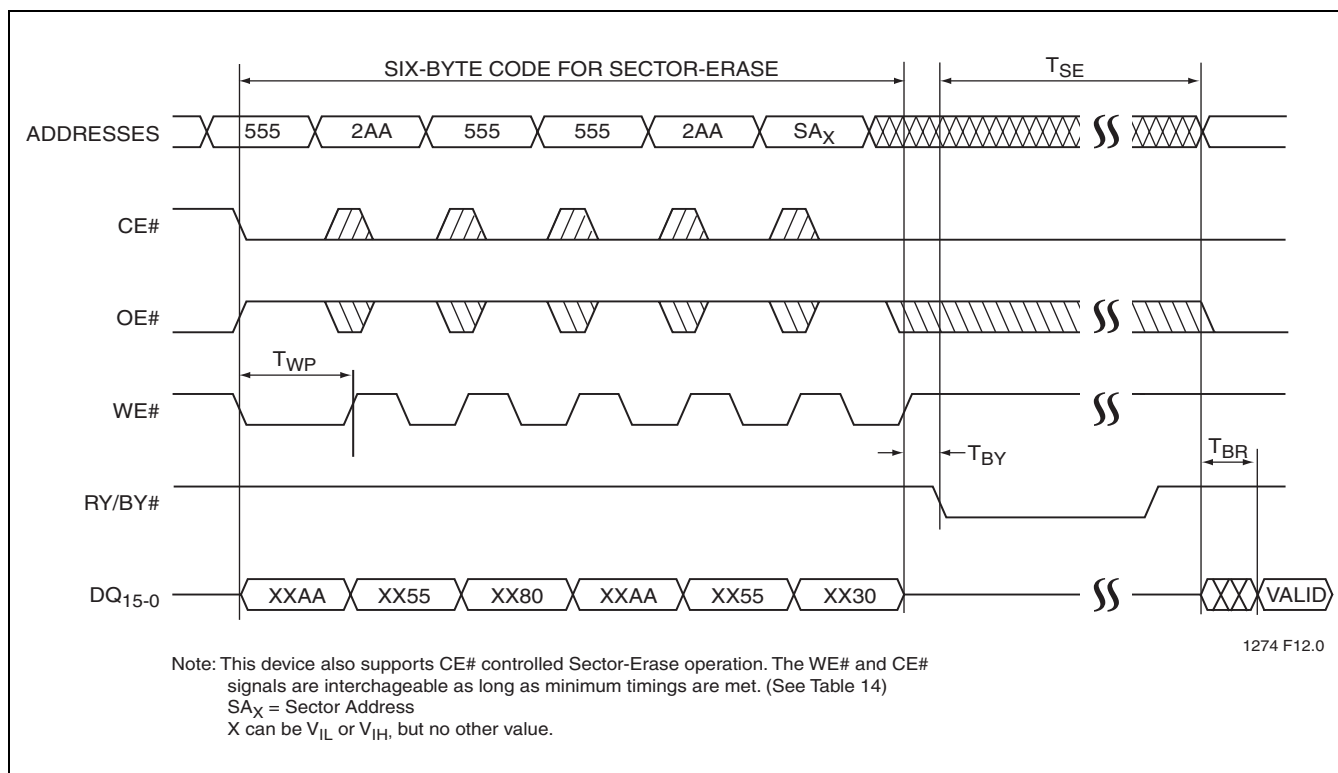 SIX-BYTE CODE FOR SECTOR-ERASE
TSE
ADDRESSES 555 2AA 555 555 2AA SAX
CE#
OE#
TWP
WE#
TBY
TBR
RY/BY#
DQ15-0 XXAA XX55 XX80 XXAA XX55 XX30 VALID
1274 F12.0
Note: This device also supports CE# controlled Sector-Erase operation. The WE# and CE#
signals are interchageable as long as minimum timings are met. (See Table 14)
SAX = Sector Address
X can be VIL or VIH, but no other value.